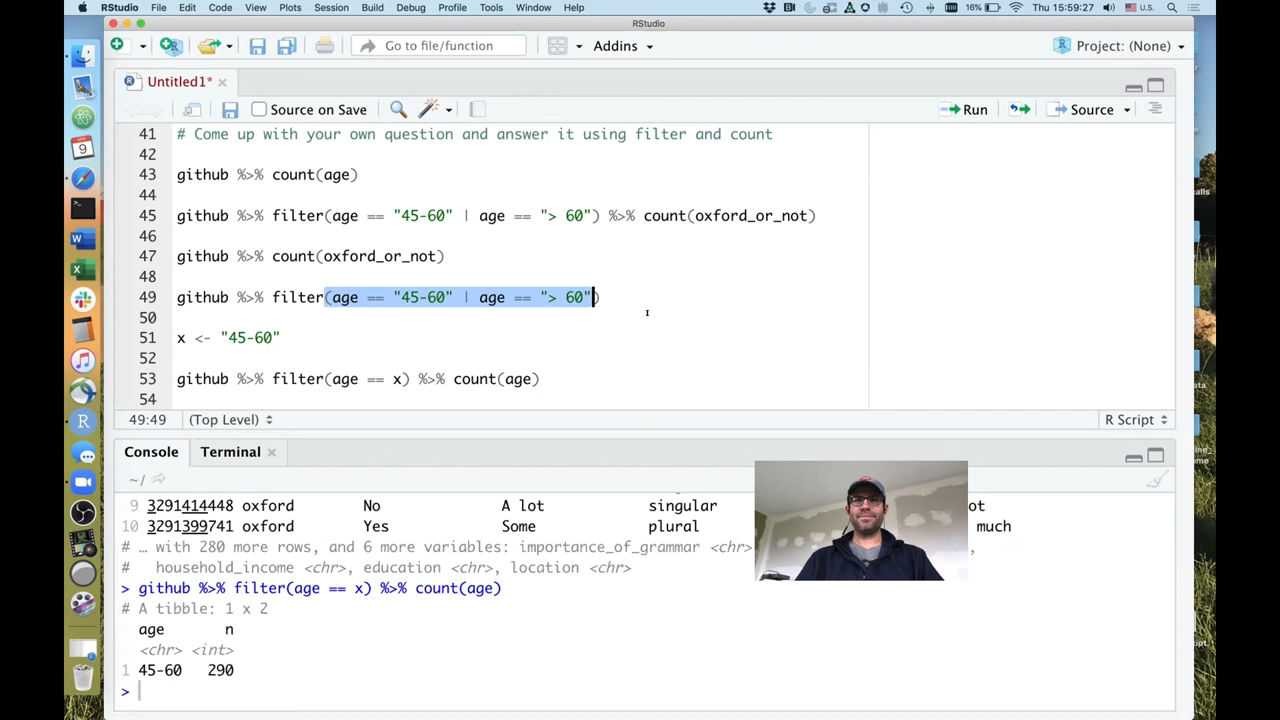 RStudio File Edit Code View Plots Session Build Debug Profile Tools Window Help 16% Thu 15:59:27 U.S.
RStudio
Go to file/function Addins Project: (None)
Untitled1*
Source on Save Run Source
41 # Come up with your own question and answer it using filter and count
42
43 github %>% count(age)
44
45 github %>% filter(age == "45-60" | age == "> 60") %>% count(oxford_or_not)
46
47 github %>% count(oxford_or_not)
48
49 github %>% filter(age == "45-60" | age == "> 60")
50
51 x <- "45-60"
52
53 github %>% filter(age == x) %>% count(age)
54
49:49 (Top Level) R Script
Console Terminal
~/
9 3291414448 oxford No A lot singular ot
10 3291399741 oxford Yes Some plural much
# … with 280 more rows, and 6 more variables: importance_of_grammar <chr> ,
# household_income <chr>, education <chr>, location <chr>
> github %>% filter(age == x) %>% count(age)
# A tibble: 1 x 2
age n
<chr> <int>
1 45-60 290
>